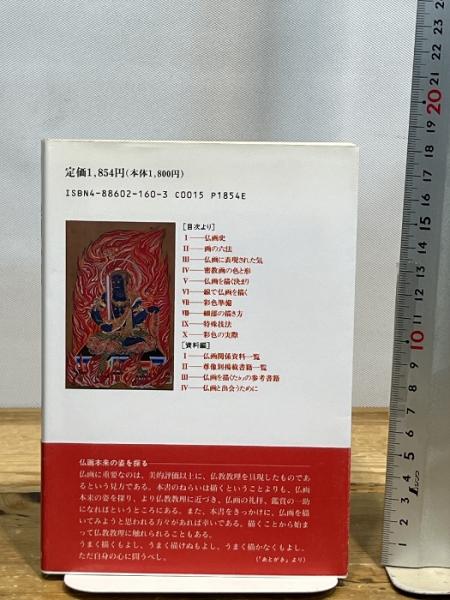 定価1,854円(本体1,800円)
ISBN4-88602-160-3 C0015 P1854E
[目次より]
I――仏画史
II――画の六法
III――仏画に表現された気
IV――密教画の色と形
V――仏画を描く決まり
VI――線で仏画を描く
VII――彩色準備
VIII――細部の描き方
IX――特殊技法
X――彩色の実際
[資料編]
I――仏画関係資料一覧
II――尊像別掲載書籍一覧
III――仏画を描くための参考書籍
IV――仏画と出会うために
仏画本来の姿を探る
仏画に重要なのは、美的評価以上に、仏教教理を具現したものであ
るという見方である。本書のねらいは描くということよりも、仏画
本来の姿を探り、より仏教教理に近づき、仏画の礼拝、鑑賞の一助
になればというところにある。また、本書をきっかけに、仏画を描
いてみようと思われる方々があれば幸いである。描くことから始ま
って仏教教理に触れられることもある。
うまく描くもよし、うまく描けぬもよし、うまく描かなくもよし、
ただ自身の心に問うべし。
(「あとがき」より)
23
22
21
20
19
18
17
16
15
14
13
12
11
10
9
8
7
6
5
4
3
2
1
シンワ